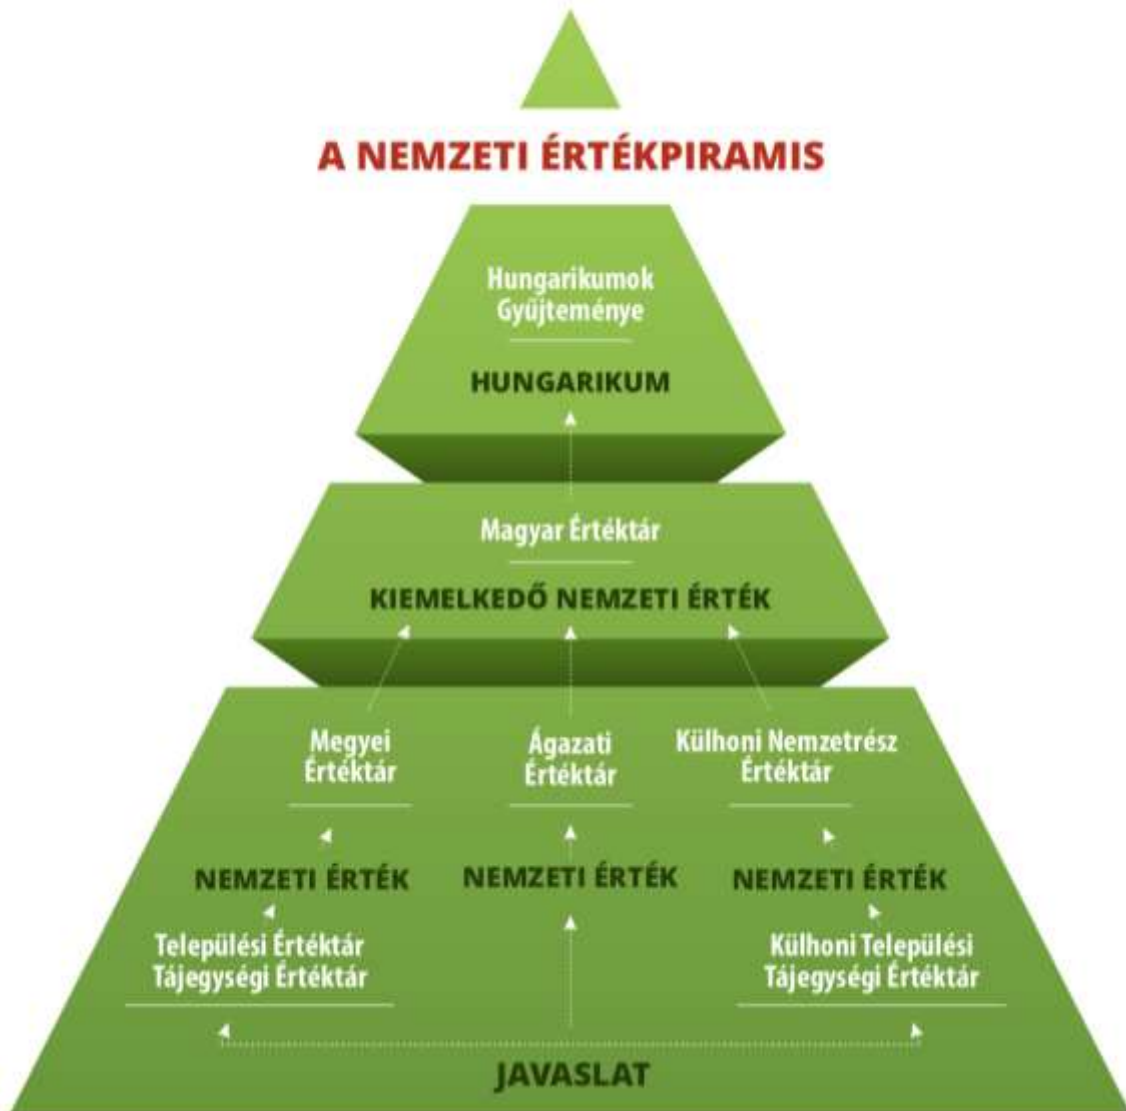 A NEMZETI ÉRTÉKPIRAMIS
Hungarikumok
Gyűjteménye
HUNGARIKUM
Magyar Értéktár
KIEMELKEDŐ NEMZETI ÉRTÉK
Megyei
Értéktár
Ágazati
Értéktár
Külhoni Nemzetrész
Értéktár
NEMZETI ÉRTÉK
NEMZETI ÉRTÉK
NEMZETI ÉRTÉK
Települési Értéktár
Tájegységi Értéktár
Külhoni Települési
Tájegységi Értéktár
JAVASLAT